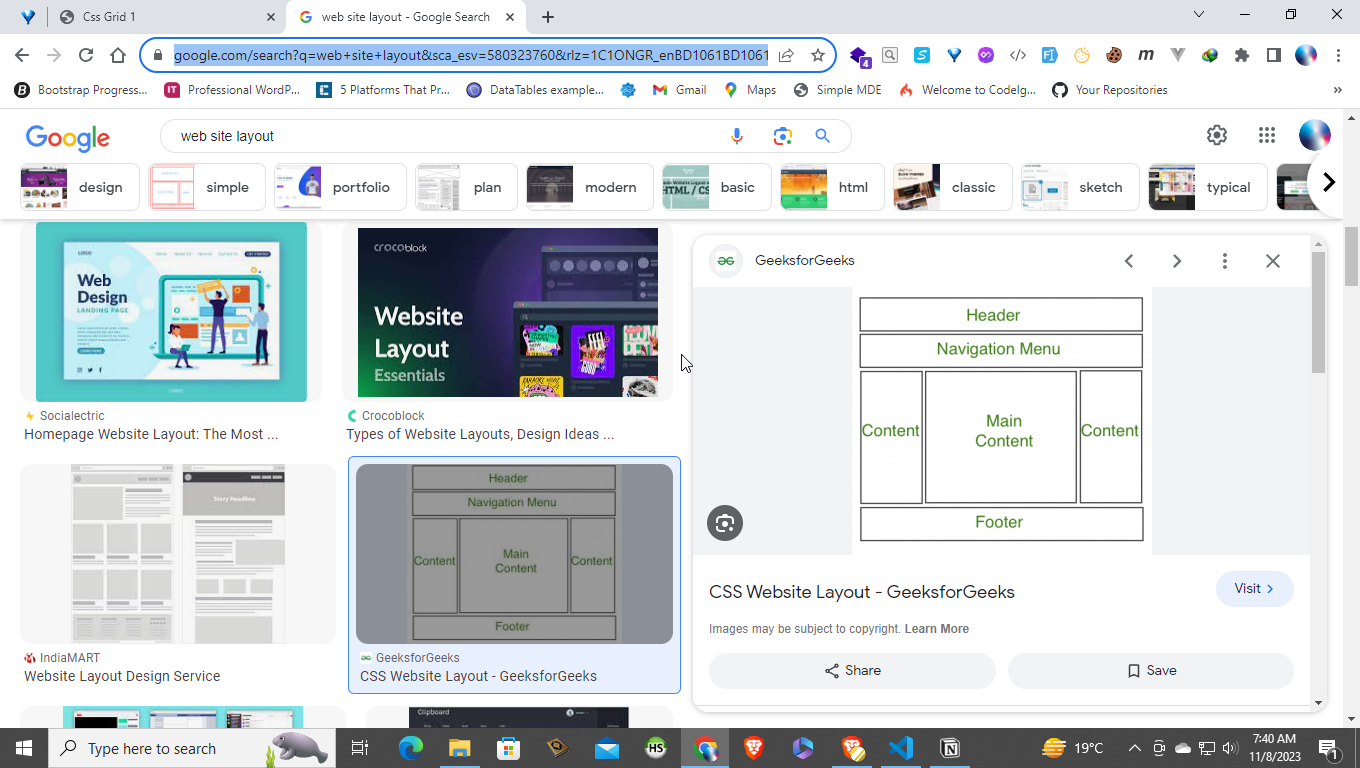 Css Grid 1
web site layout - Google Search
google.com/search?q=web+site+layout&sca_esv=580323760&rlz=1C1ONGR_enBD1061BD1061
4
Bootstrap Progress...
Professional WordP...
5 Platforms That Pr...
DataTables example...
Gmail
Maps
Simple MDE
Welcome to CodeIg...
Your Repositories
»
Google
web site layout
design
simple
portfolio
plan
modern
basic
html
classic
sketch
typical
LOGO
Web
Design
LANDING PAGE
Socialectric
Homepage Website Layout: The Most ...
crocoblock
Website
Layout
Essentials
Crocoblock
Types of Website Layouts, Design Ideas ...
Story Headline
IndiaMART
Website Layout Design Service
Header
Navigation Menu
Content
Main
Content
Content
Footer
GeeksforGeeks
CSS Website Layout - GeeksforGeeks
Clipboard
GeeksforGeeks
Header
Navigation Menu
Content
Main
Content
Content
Footer
CSS Website Layout - GeeksforGeeks
Visit
Images may be subject to copyright. Learn More
Share
Save
Type here to search
HS
19°C
7:40 AM
11/8/2023
1